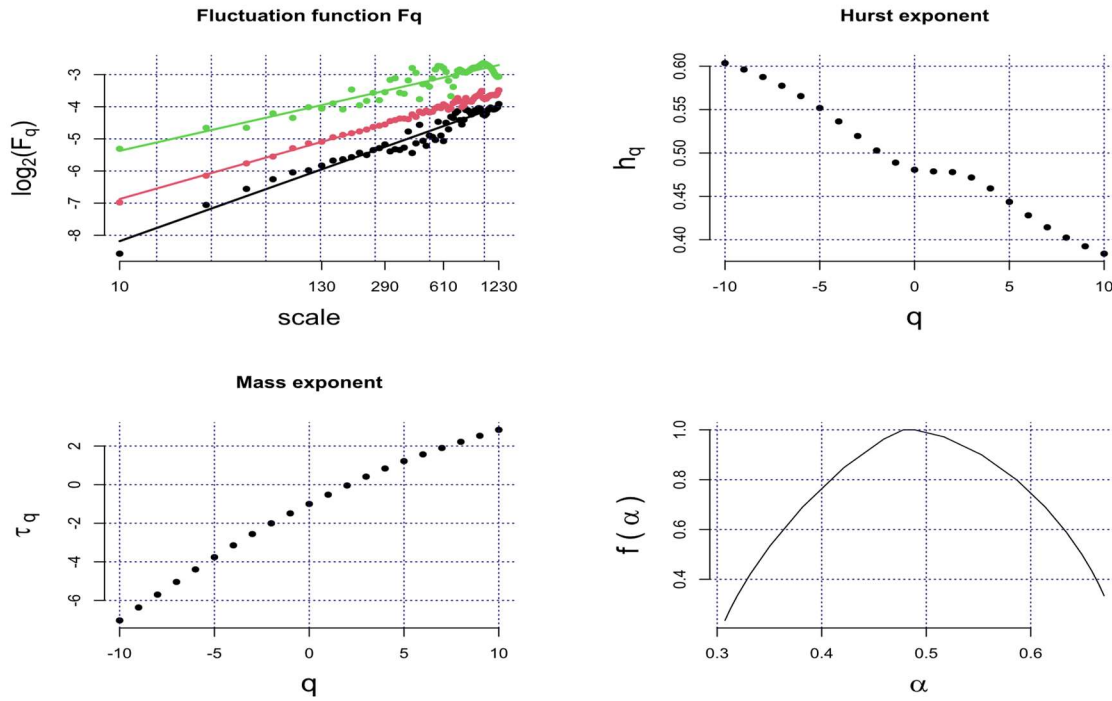 Fluctuation function Fq
log2(Fq)
-3
-4
-5
-6
-7
-8
10 130 290 610 1230
scale
Hurst exponent
hq
0.60
0.55
0.50
0.45
0.40
-10 -5 0 5 10
q
Mass exponent
τq
2
0
-2
-4
-6
-10 -5 0 5 10
q
f (α)
1.0
0.8
0.6
0.4
0.3 0.4 0.5 0.6
α